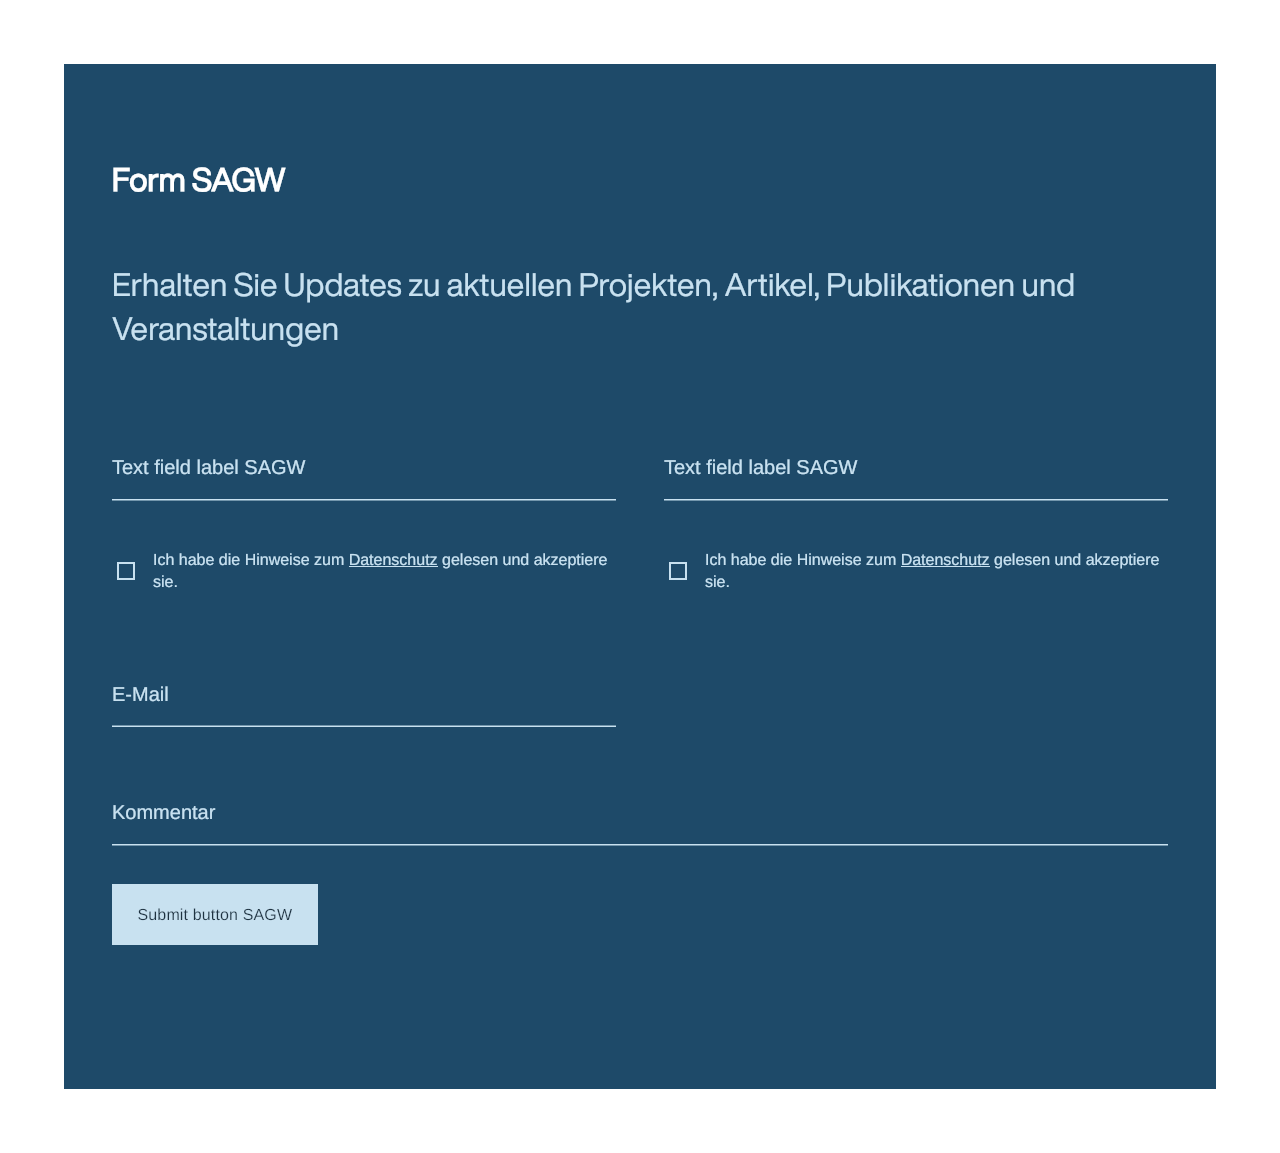 Form SAGW
Erhalten Sie Updates zu aktuellen Projekten, Artikel, Publikationen und
Veranstaltungen
Text field label SAGW
Text field label SAGW
Ich habe die Hinweise zum Datenschutz gelesen und akzeptiere
sie.
Ich habe die Hinweise zum Datenschutz gelesen und akzeptiere
sie.
E-Mail
Kommentar
Submit button SAGW